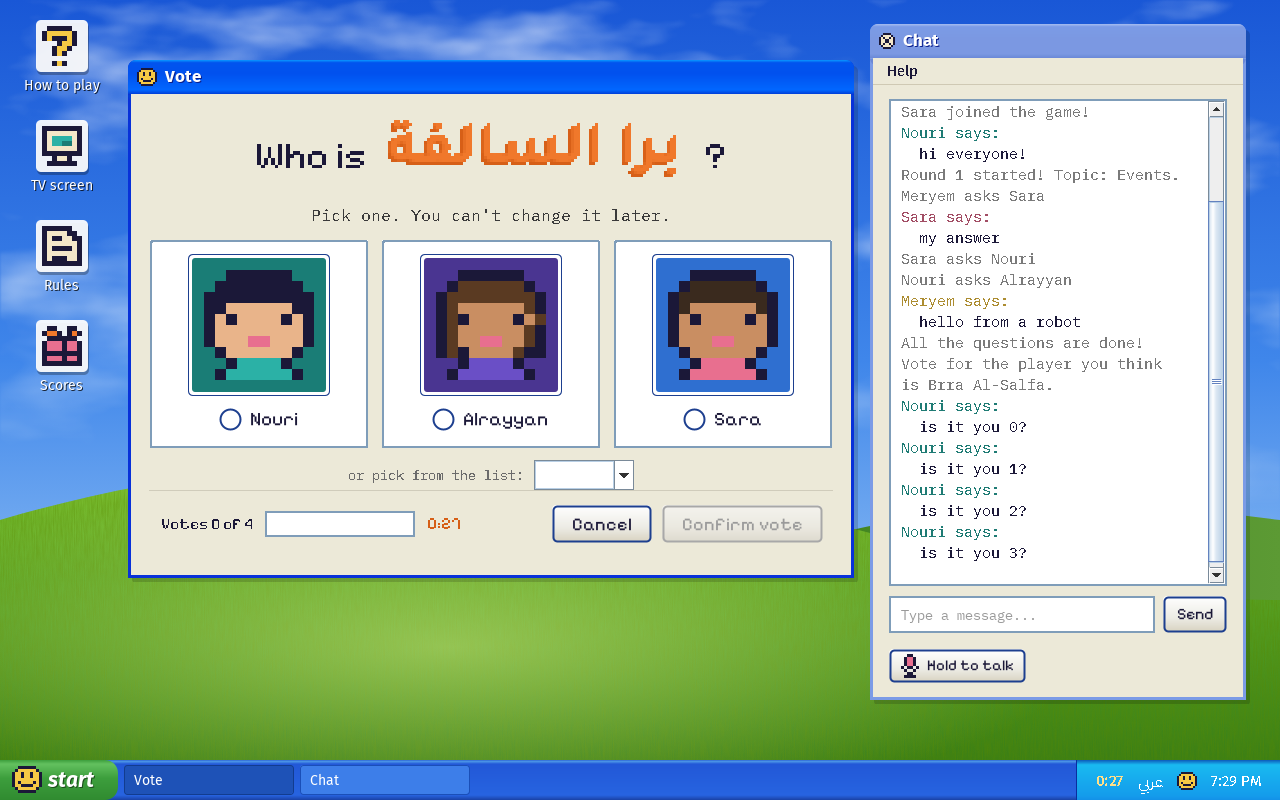 How to play
TV screen
Rules
Scores
Vote
Who is برا السالفة ?
Pick one. You can't change it later.
Nouri
Alrayyan
Sara
or pick from the list:
Votes 0 of 4
0:27
Cancel
Confirm vote
Chat
Help
Sara joined the game!
Nouri says:
hi everyone!
Round 1 started! Topic: Events.
Meryem asks Sara
Sara says:
my answer
Sara asks Nouri
Nouri asks Alrayyan
Meryem says:
hello from a robot
All the questions are done!
Vote for the player you think
is Brra Al-Salfa.
Nouri says:
is it you 0?
Nouri says:
is it you 1?
Nouri says:
is it you 2?
Nouri says:
is it you 3?
Type a message...
Send
Hold to talk
start
Vote
Chat
0:27
عربي
7:29 PM